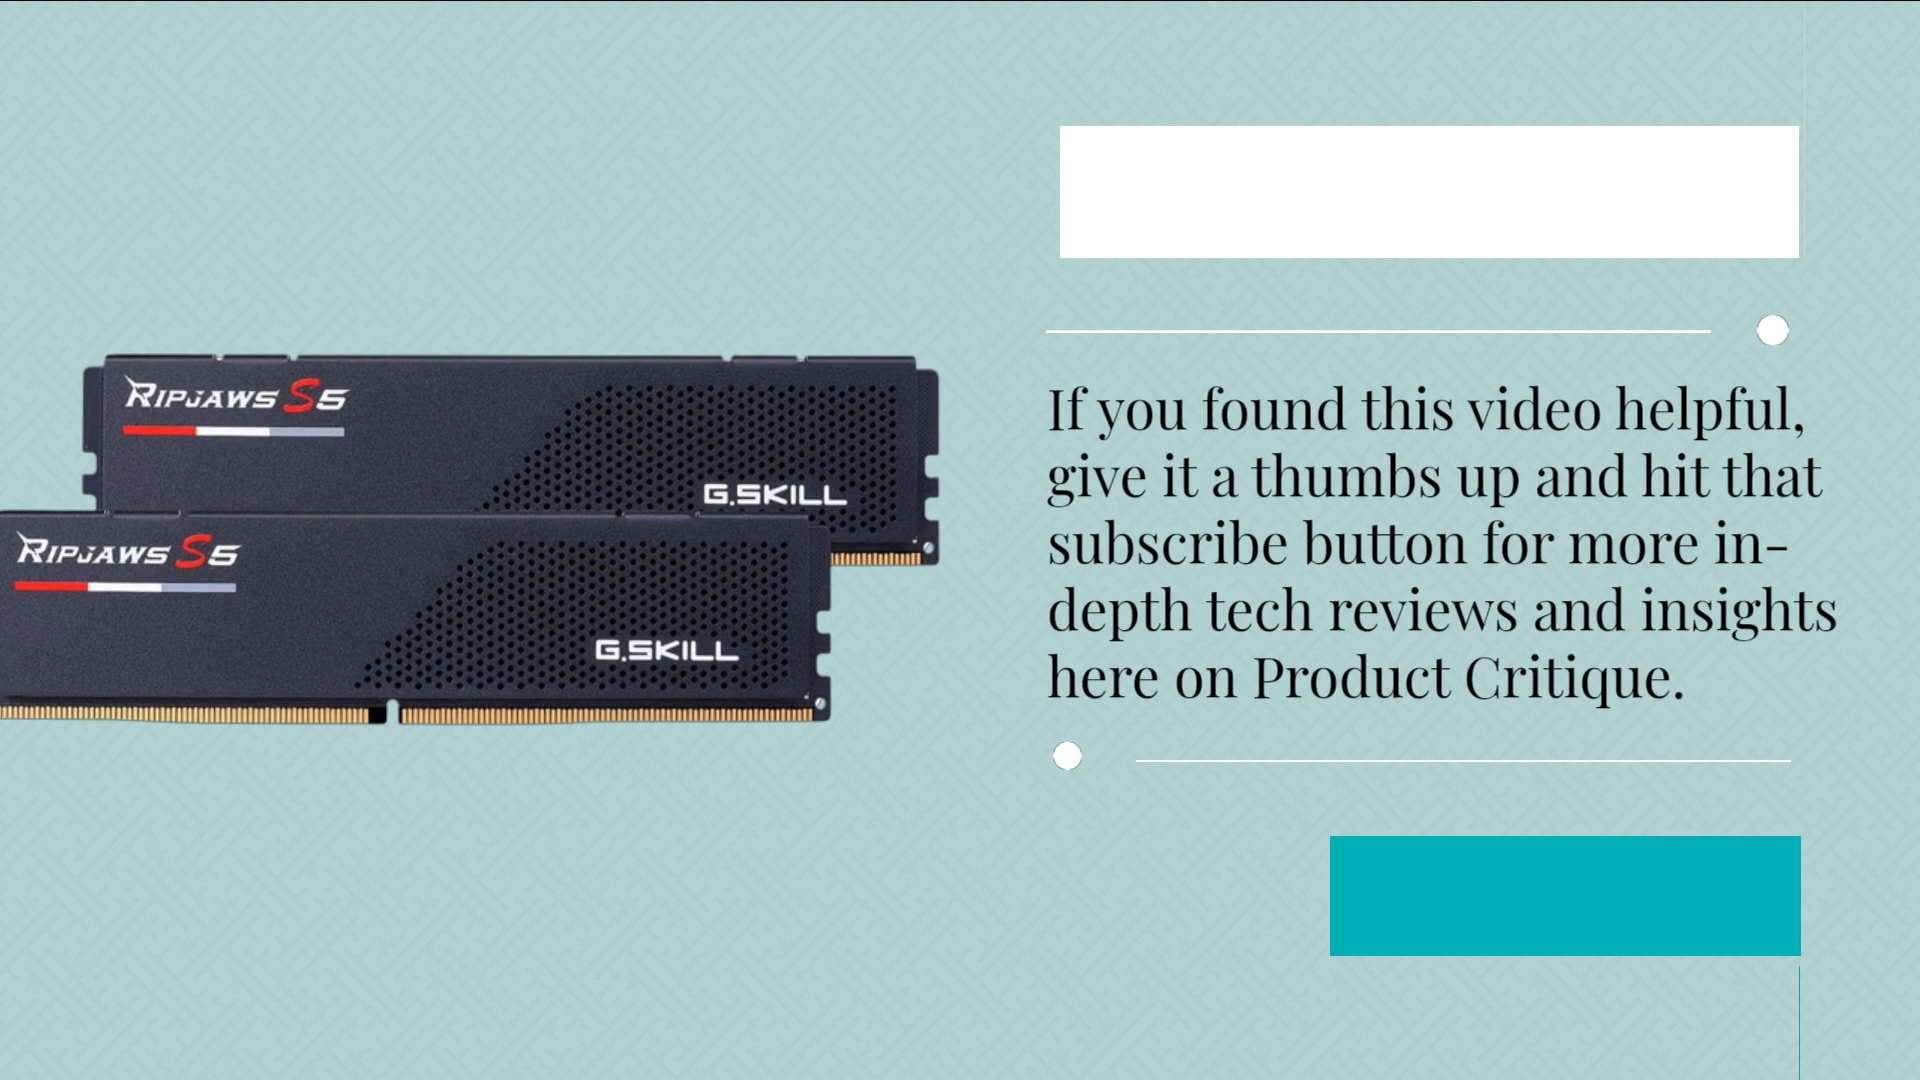 RIPJAWS S5
G.SKILL
RIPJAWS S5
G.SKILL
If you found this video helpful,
give it a thumbs up and hit that
subscribe button for more in-
depth tech reviews and insights
here on Product Critique.